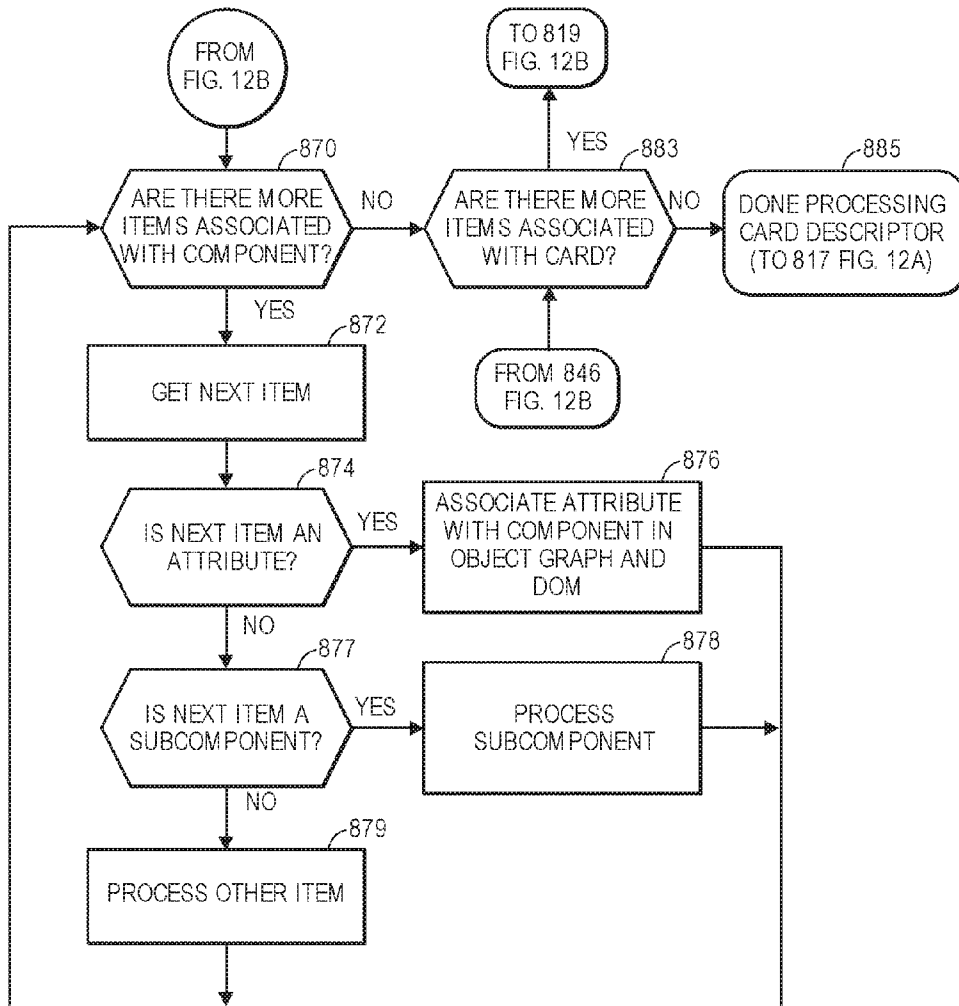 FROM
FIG. 12B
TO 819
FIG. 12B
YES
870
ARE THERE MORE
ITEMS ASSOCIATED
WITH COMPONENT?
NO
883
ARE THERE MORE
ITEMS ASSOCIATED
WITH CARD?
NO
885
DONE PROCESSING
CARD DESCRIPTOR
(TO 817 FIG. 12A)
YES
872
GET NEXT ITEM
FROM 846
FIG. 12B
874
IS NEXT ITEM AN
ATTRIBUTE?
YES
876
ASSOCIATE ATTRIBUTE
WITH COMPONENT IN
OBJECT GRAPH AND
DOM
NO
877
IS NEXT ITEM A
SUBCOMPONENT?
YES
878
PROCESS
SUBCOMPONENT
NO
879
PROCESS OTHER ITEM